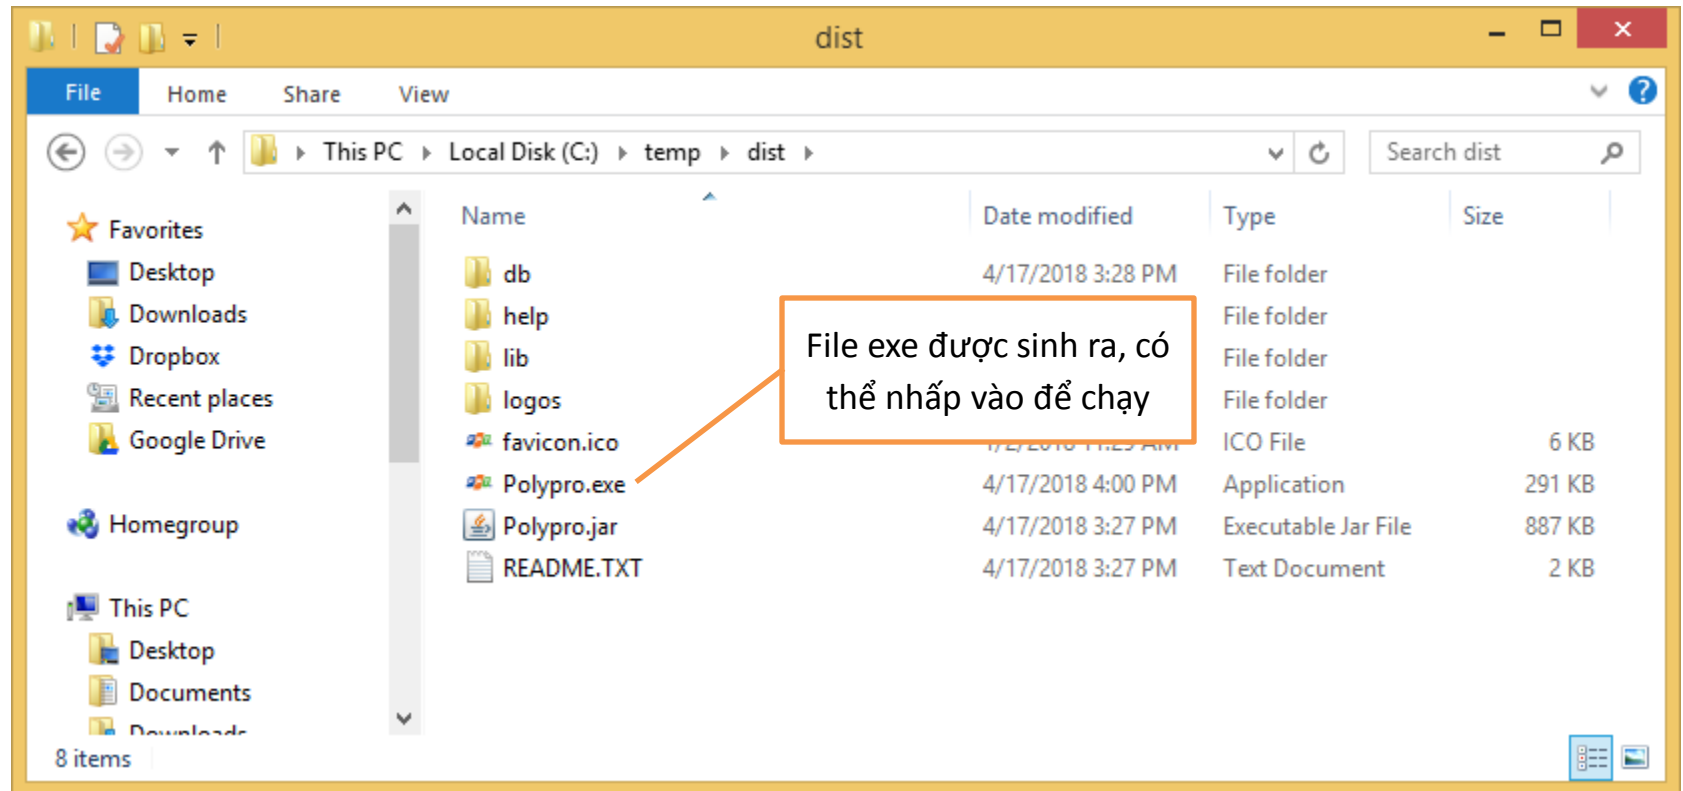 dist
File Home Share View
This PC Local Disk (C:) temp dist Search dist
Name Date modified Type Size
Favorites
Desktop
Downloads
Dropbox
Recent places
Google Drive
Homegroup
This PC
Desktop
Documents
Downloads
db 4/17/2018 3:28 PM File folder
help File folder
lib File folder
logos File folder
favicon.ico ICO File 6 KB
Polypro.exe 4/17/2018 4:00 PM Application 291 KB
Polypro.jar 4/17/2018 3:27 PM Executable Jar File 887 KB
README.TXT 4/17/2018 3:27 PM Text Document 2 KB
File exe được sinh ra, có
thể nhấp vào để chạy
8 items